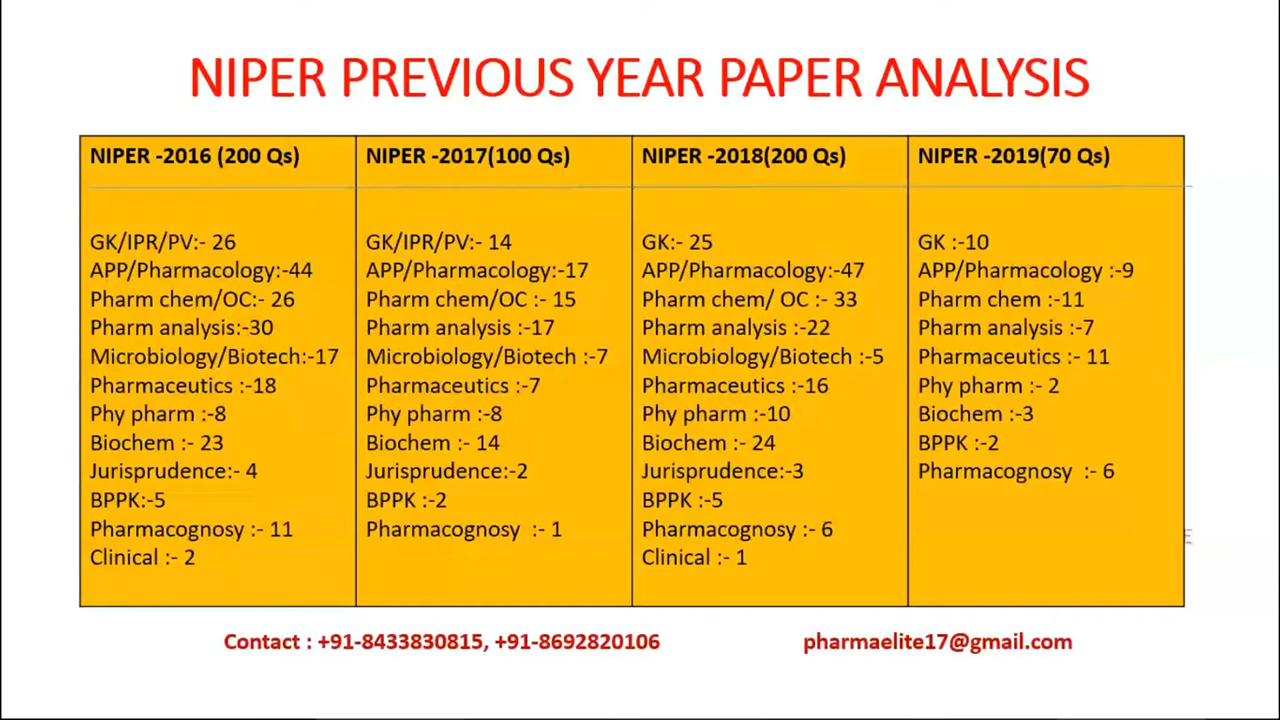 NIPER PREVIOUS YEAR PAPER ANALYSIS
NIPER -2016 (200 Qs)
GK/IPR/PV:- 26
APP/Pharmacology:-44
Pharm chem/OC:- 26
Pharm analysis:-30
Microbiology/Biotech:-17
Pharmaceutics :-18
Phy pharm :-8
Biochem :- 23
Jurisprudence:- 4
BPPK:-5
Pharmacognosy :- 11
Clinical :- 2
NIPER -2017(100 Qs)
GK/IPR/PV:- 14
APP/Pharmacology:-17
Pharm chem/OC :- 15
Pharm analysis :-17
Microbiology/Biotech :-7
Pharmaceutics :-7
Phy pharm :-8
Biochem :- 14
Jurisprudence:-2
BPPK :-2
Pharmacognosy :- 1
NIPER -2018(200 Qs)
GK:- 25
APP/Pharmacology:-47
Pharm chem/ OC :- 33
Pharm analysis :-22
Microbiology/Biotech :-5
Pharmaceutics :-16
Phy pharm :-10
Biochem :- 24
Jurisprudence:-3
BPPK :-5
Pharmacognosy :- 6
Clinical :- 1
NIPER -2019(70 Qs)
GK :-10
APP/Pharmacology :-9
Pharm chem :-11
Pharm analysis :-7
Pharmaceutics :- 11
Phy pharm :- 2
Biochem :-3
BPPK :-2
Pharmacognosy :- 6
Contact : +91-8433830815, +91-8692820106
pharmaelite17@gmail.com